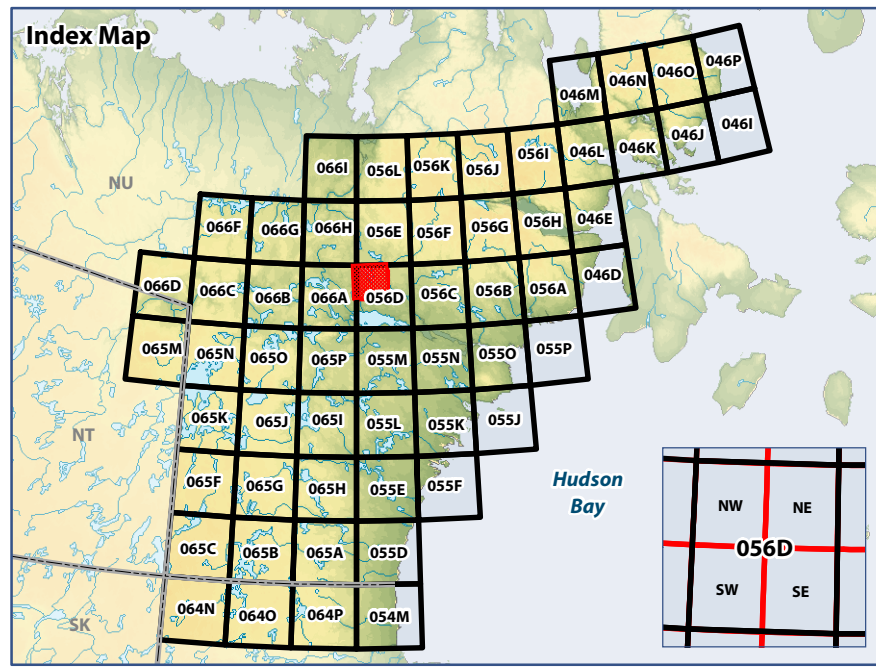 Index Map
046M 046N 046O 046P
066I 056L 056K 056J 056I 046L 046K 046J 046I
NU
066F 066G 066H 056E 056F 056G 056H 046E
066D 066C 066B 066A 056D 056C 056B 056A 046D
065M 065N 065O 065P 055M 055N 055O 055P
NT
065K 065J 065I 055L 055K 055J
065F 065G 065H 055E 055F
Hudson
Bay
065C 065B 065A 055D
064N 064O 064P 054M
SK
NW NE
056D
SW SE